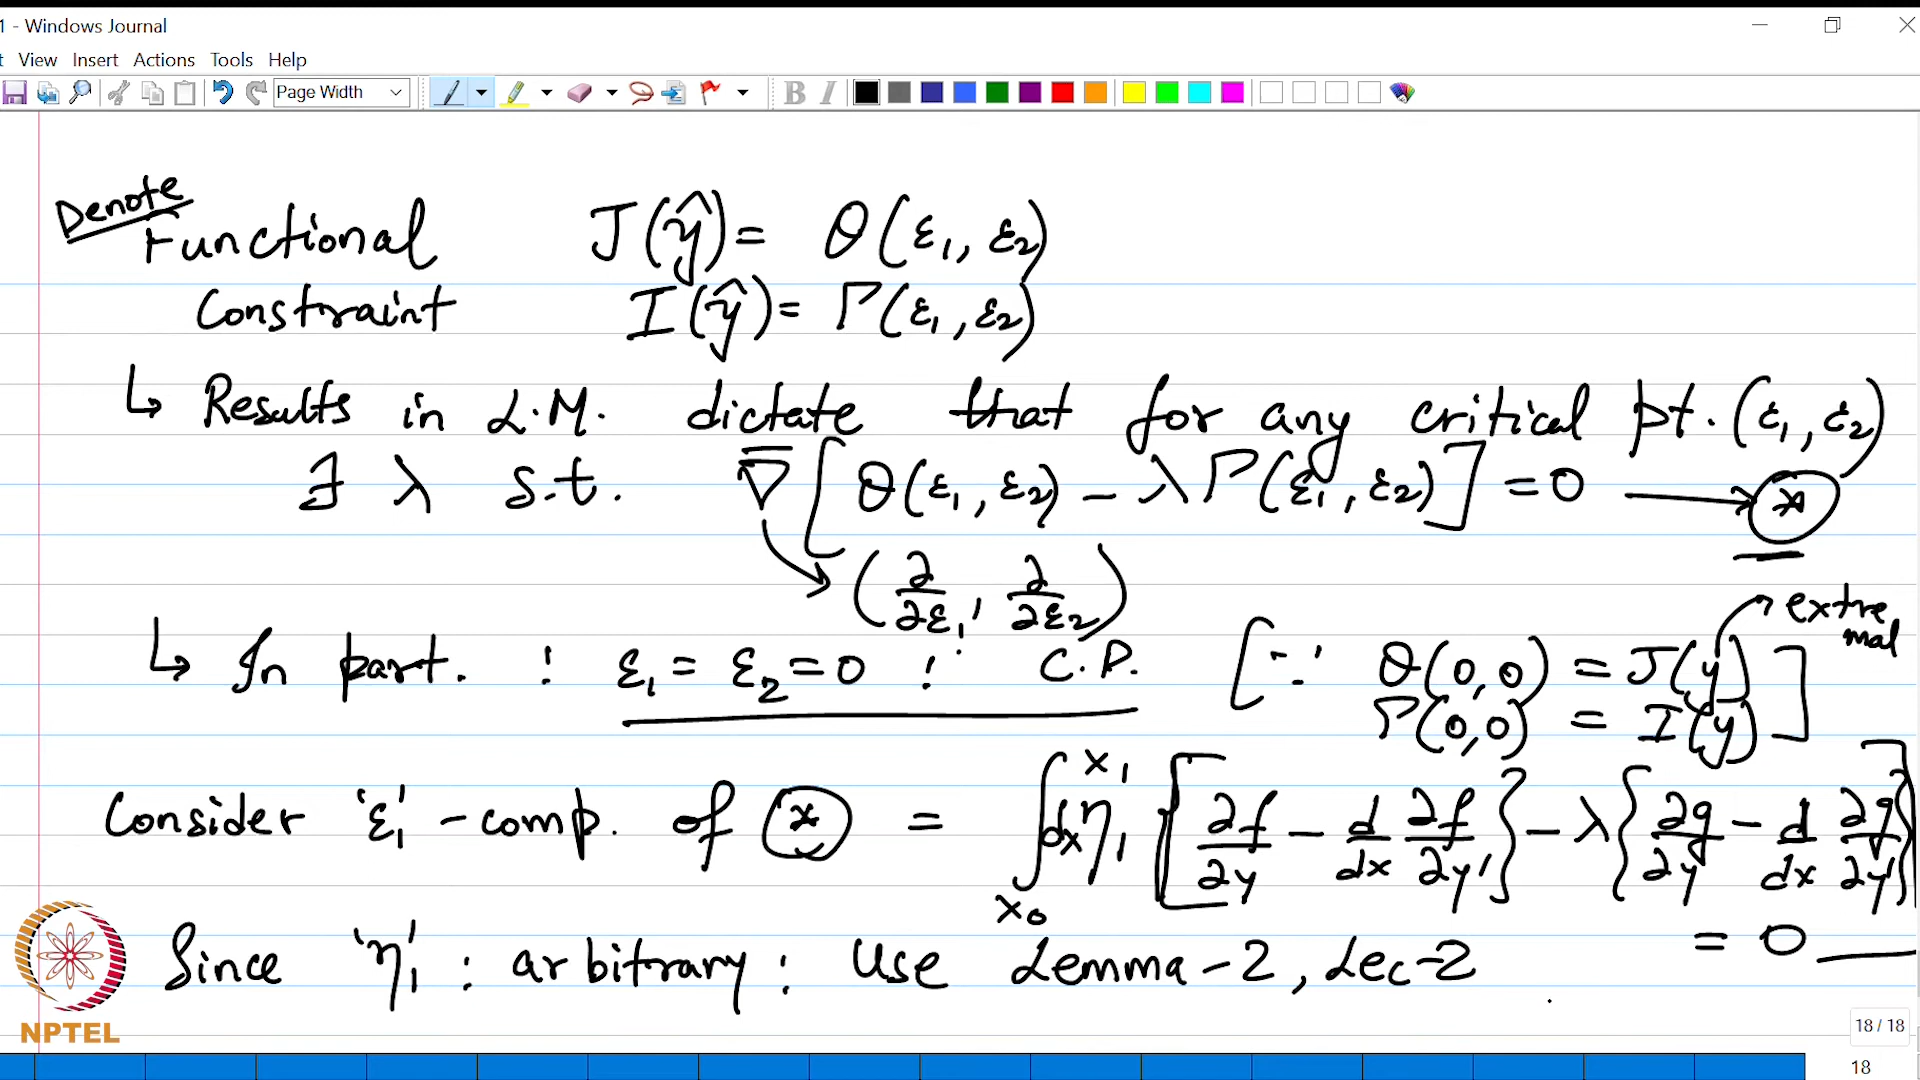 1 - Windows Journal
t View Insert Actions Tools Help
Page Width B I
Denote
Functional J(ŷ) = Θ(ε₁, ε₂)
Constraint I(ŷ) = Γ(ε₁, ε₂)
↳ Results in L.M. dictate that for any critical pt. (ε₁, ε₂)
∃ λ s.t. ∇̄ [Θ(ε₁, ε₂) - λ Γ(ε₁, ε₂)] = 0 → (*)
(∂/∂ε₁, ∂/∂ε₂)
extremal
↳ In part. : ε₁ = ε₂ = 0 : C.P. [∵ Θ(0,0) = J(y)
Γ(0,0) = I(y)]
Consider 'ε₁' - comp. of (*) = ∫_{x₀}^{x₁} dx η₁ [{∂f/∂y - d/dx ∂f/∂y'} - λ {∂g/∂y - d/dx ∂g/∂y'}]
= 0
Since 'η₁' : arbitrary : Use Lemma-2, Lec-2
NPTEL
18 / 18
18